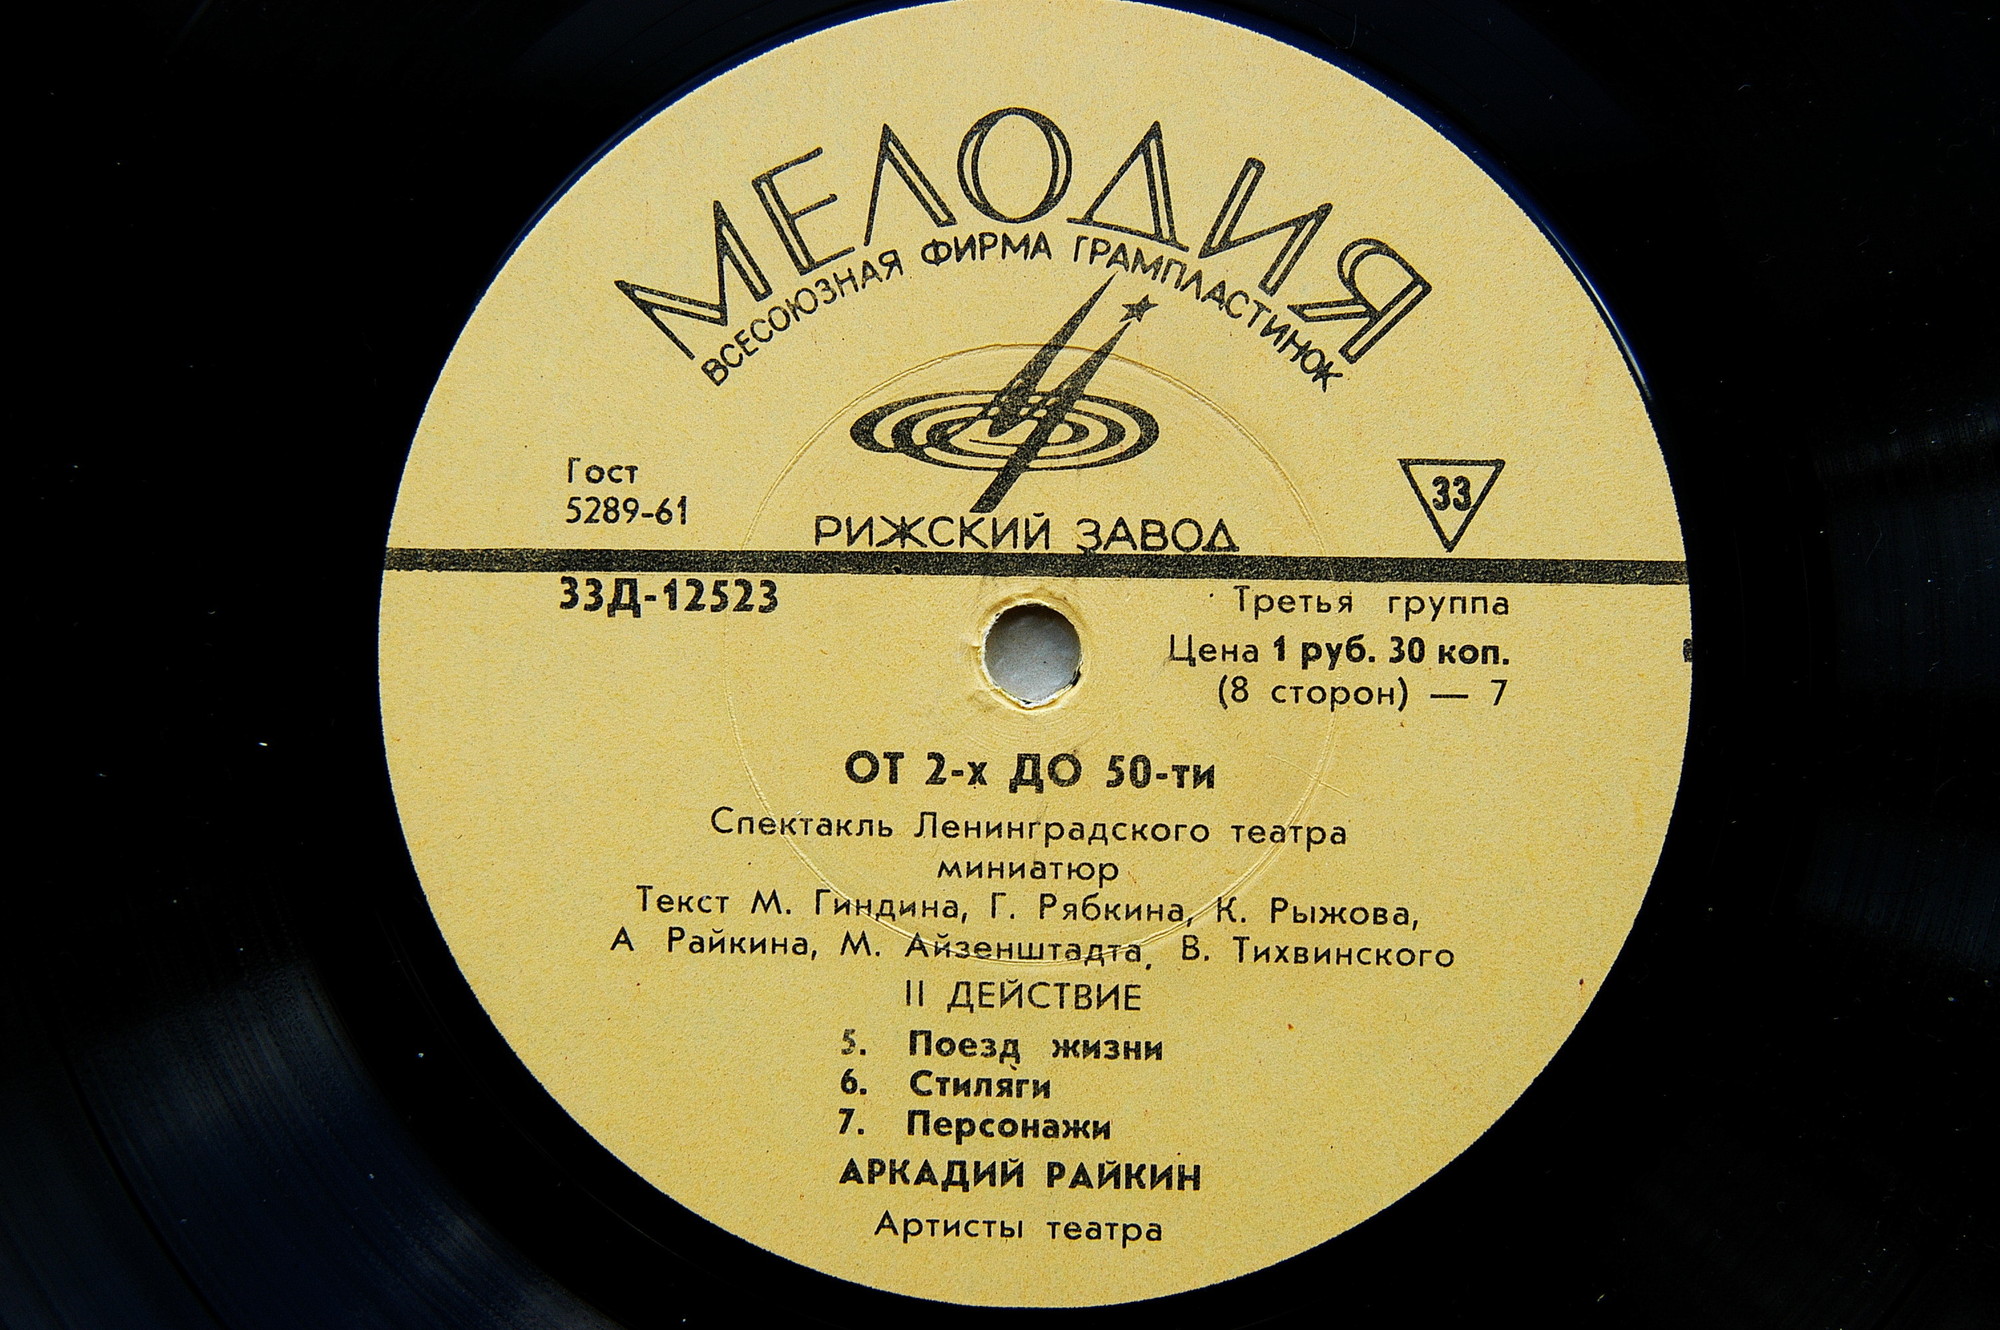 МЕЛОДИЯ
ВСЕСОЮЗНАЯ ФИРМА ГРАМПЛАСТИНОК
Гост
5289-61
33
РИЖСКИЙ ЗАВОД
33Д-12523
Третья группа
Цена 1 руб. 30 коп.
(8 сторон) — 7
ОТ 2-х ДО 50-ти
Спектакль Ленинградского театра
миниатюр
Текст М. Гиндина, Г. Рябкина, К. Рыжова,
А Райкина, М. Айзенштадта, В. Тихвинского
II ДЕЙСТВИЕ
5. Поезд жизни
6. Стиляги
7. Персонажи
АРКАДИЙ РАЙКИН
Артисты театра